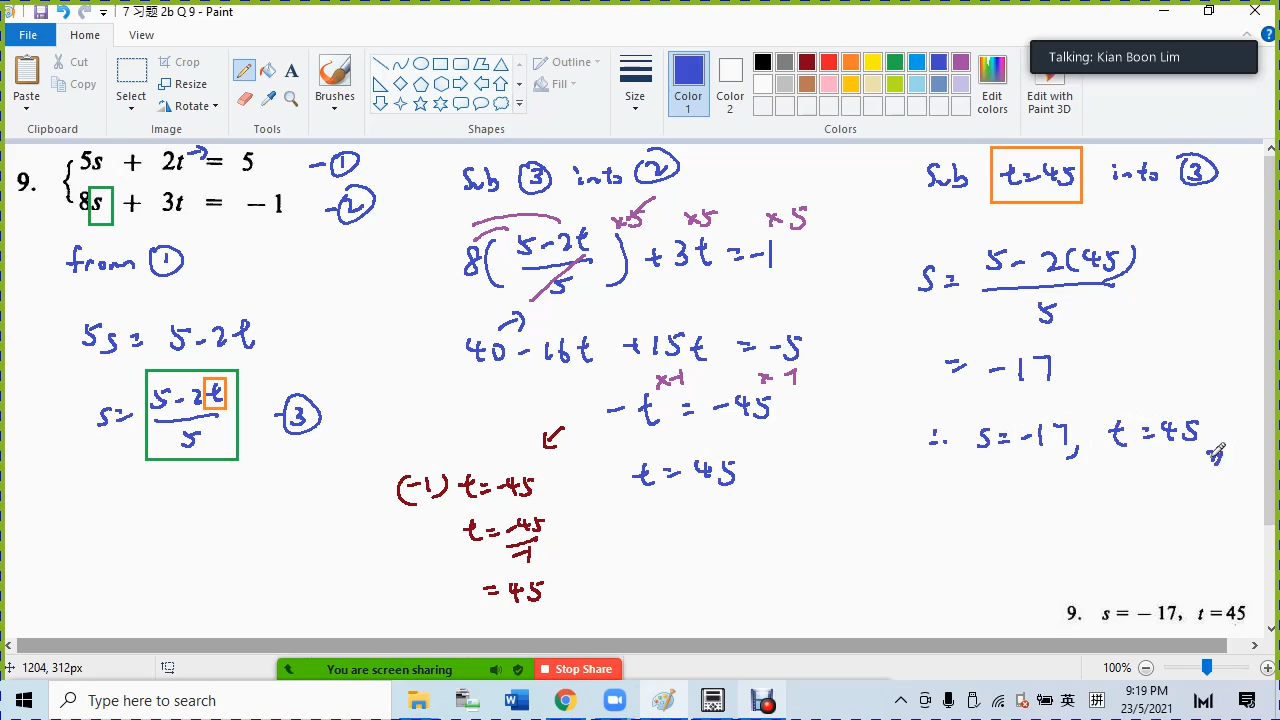 7 习题 2b Q 9 - Paint
File Home View
Talking: Kian Boon Lim
Paste Cut Copy Select Crop Resize Rotate Brushes Outline Fill Size Color 1 Color 2 Edit colors Edit with Paint 3D
Clipboard Image Tools Shapes Colors
9. 5s + 2t = 5 -①
8s + 3t = -1 -②
from ①
5s = 5-2t
s = 5-2t/5 -③
Sub ③ into ②
×5 ×5 ×5
8(5-2t/5) + 3t = -1
40 - 16t + 15t = -5
×-1 ×-1
-t = -45
t = 45
(-1) t = -45
t = -45/-1
= 45
Sub t=45 into ③
s = 5-2(45)/5
= -17
∴ s = -17, t = 45
9. s = -17, t = 45
1204, 312px 100%
You are screen sharing Stop Share
Type here to search
英 拼 9:19 PM
23/5/2021